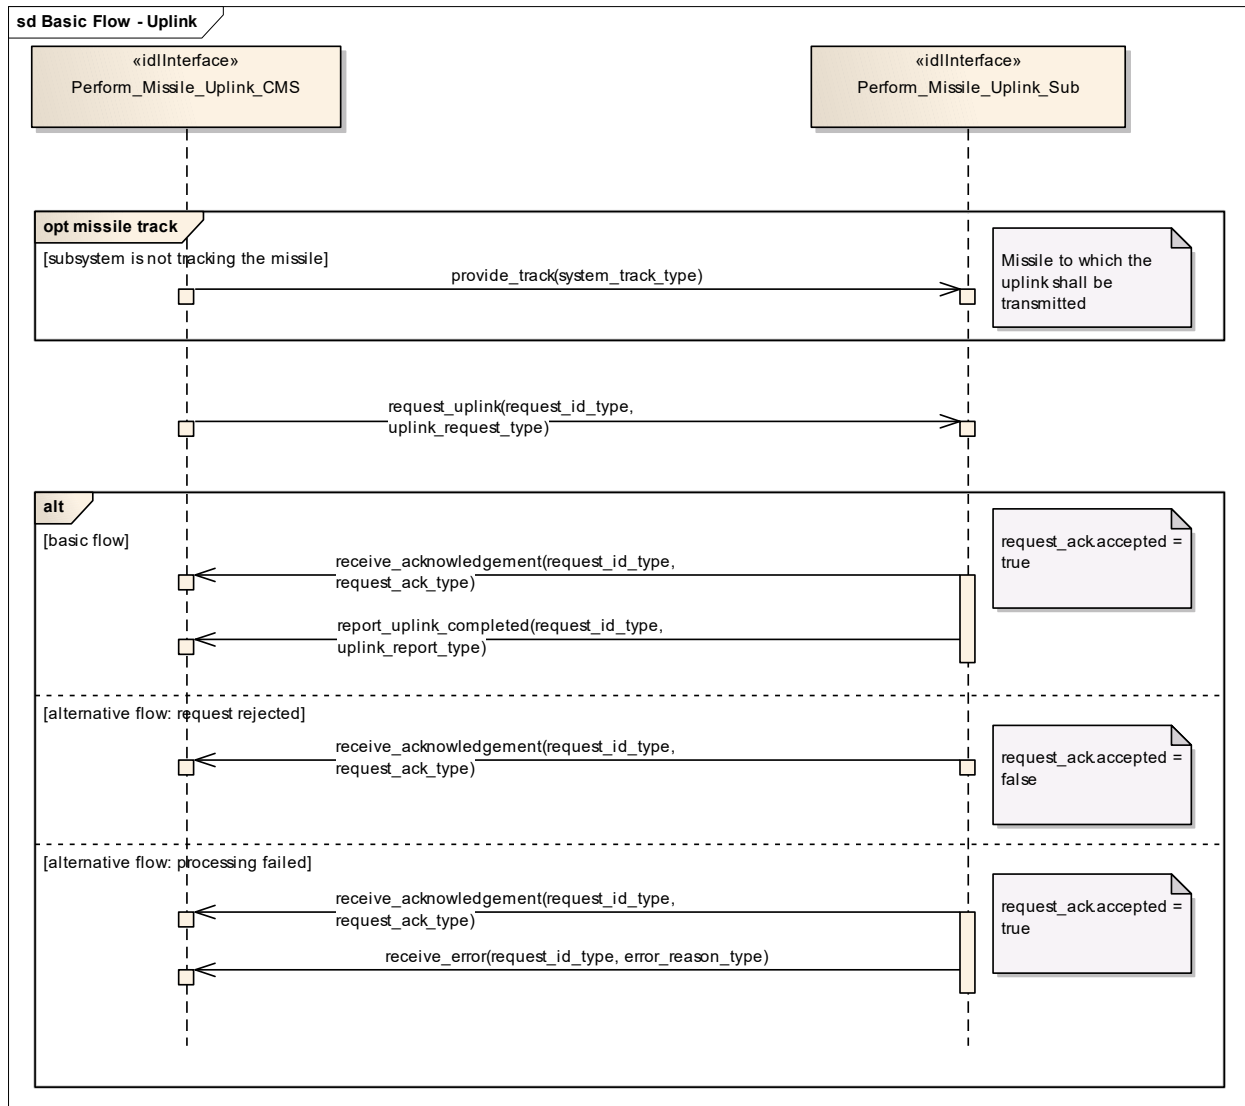 sd Basic Flow - Uplink
«idlInterface»
Perform_Missile_Uplink_CMS
«idlInterface»
Perform_Missile_Uplink_Sub
opt missile track
[subsystem is not tracking the missile]
provide_track(system_track_type)
Missile to which the
uplink shall be
transmitted
request_uplink(request_id_type,
uplink_request_type)
alt
[basic flow]
request_ack.accepted =
true
receive_acknowledgement(request_id_type,
request_ack_type)
report_uplink_completed(request_id_type,
uplink_report_type)
[alternative flow: request rejected]
receive_acknowledgement(request_id_type,
request_ack_type)
request_ack.accepted =
false
[alternative flow: processing failed]
receive_acknowledgement(request_id_type,
request_ack_type)
request_ack.accepted =
true
receive_error(request_id_type, error_reason_type)